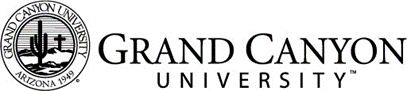 GRAND CANYON UNIVERSITY
ARIZONA 1949
®
GRAND CANYON
UNIVERSITY™